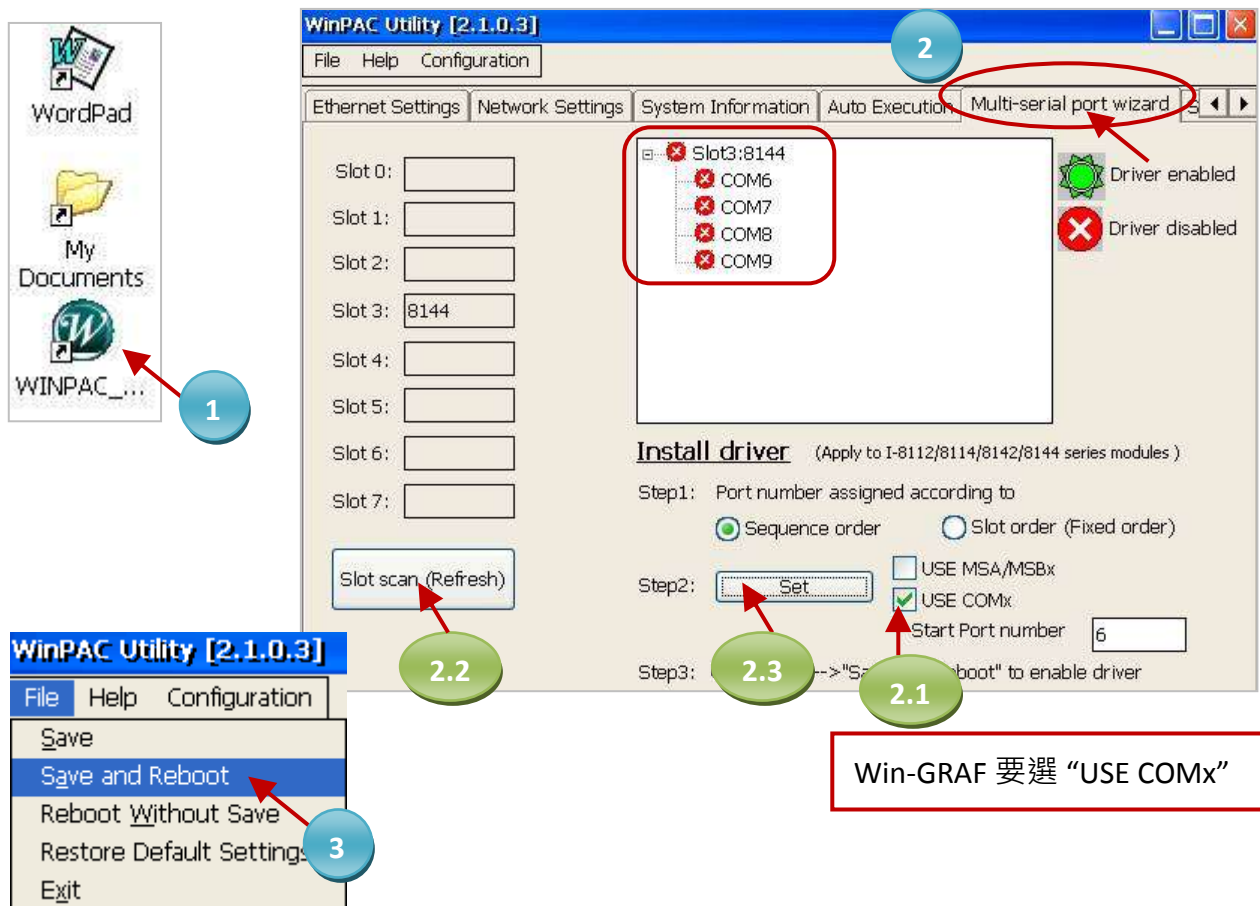 WordPad
My
Documents
WINPAC_...
1
WinPAC Utility [2.1.0.3]
File Help Configuration
2
Ethernet Settings Network Settings System Information Auto Execution Multi-serial port wizard S
Slot 0:
Slot 1:
Slot 2:
Slot 3: 8144
Slot 4:
Slot 5:
Slot 6:
Slot 7:
Slot scan (Refresh)
2.2
Slot3:8144
COM6
COM7
COM8
COM9
Driver enabled
Driver disabled
Install driver (Apply to I-8112/8114/8142/8144 series modules )
Step1: Port number assigned according to
Sequence order Slot order (Fixed order)
Step2: Set
USE MSA/MSBx
USE COMx
Start Port number 6
Step3: -->"Sa boot" to enable driver
2.3
2.1
Win-GRAF 要選 “USE COMx”
WinPAC Utility [2.1.0.3]
File Help Configuration
Save
Save and Reboot
Reboot Without Save
Restore Default Settings
Exit
3